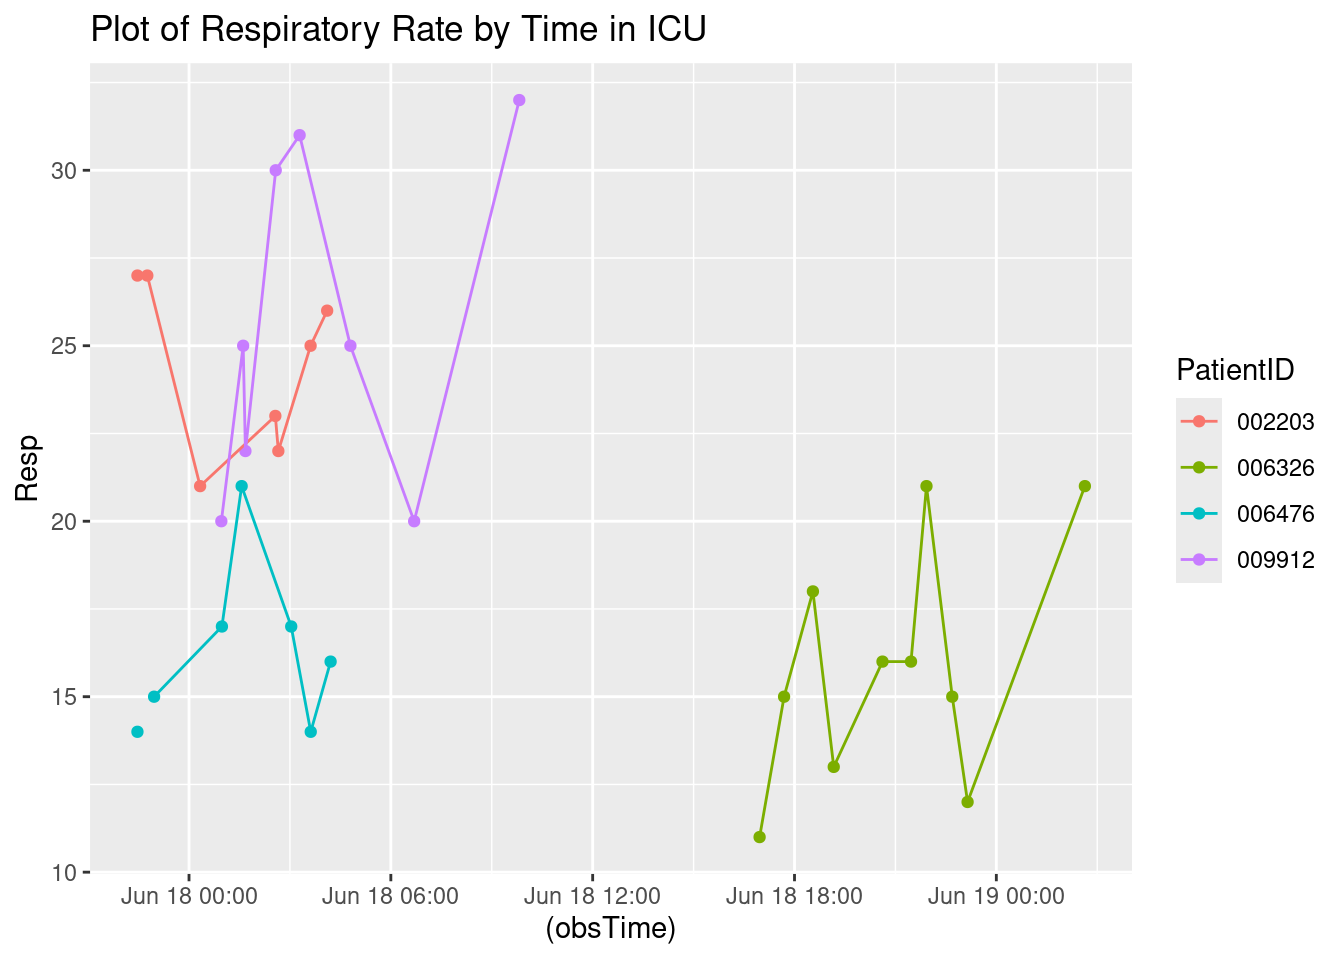 Plot of Respiratory Rate by Time in ICU
Resp
30
25
20
15
10
Jun 18 00:00
Jun 18 06:00
Jun 18 12:00
Jun 18 18:00
Jun 19 00:00
(obsTime)
PatientID
002203
006326
006476
009912